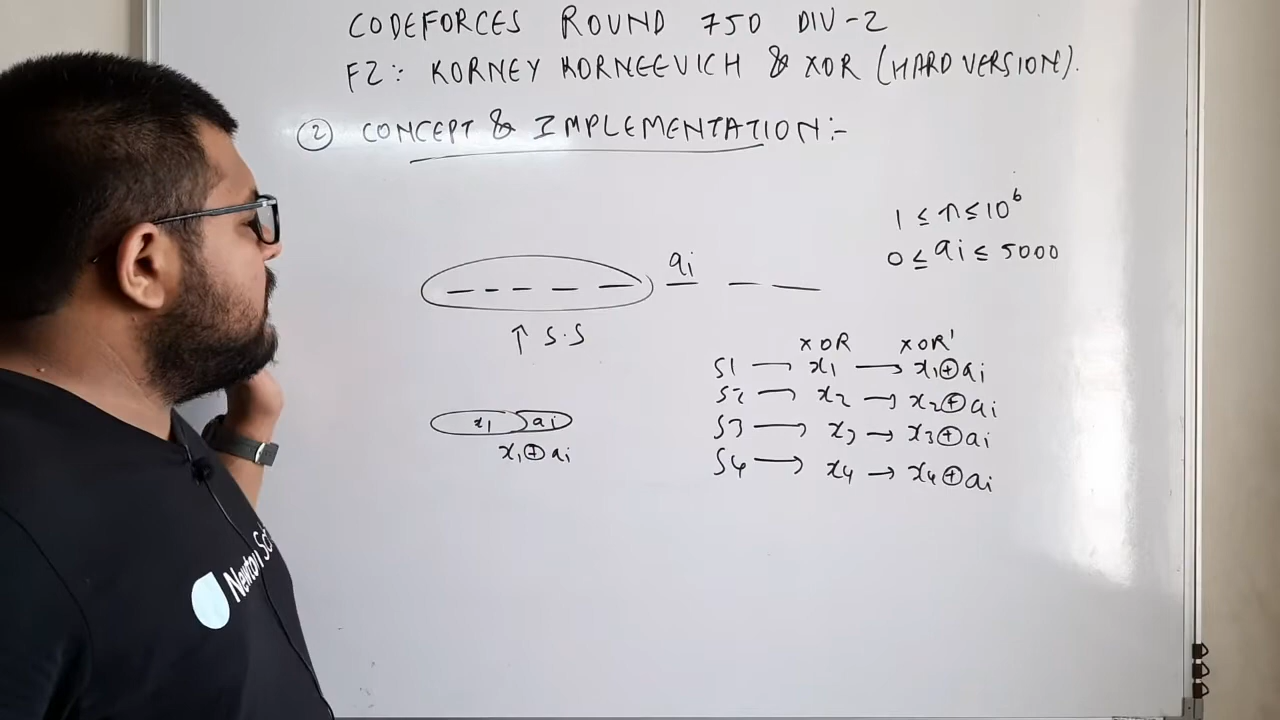 CODEFORCES ROUND 750 DIV-2
F2:- KORNEY KORNEEVICH & XOR (HARD VERSION).
② CONCEPT & IMPLEMENTATION:-
1 ≤ n ≤ 10⁶
0 ≤ ai ≤ 5000
ai
↑ S.S
XOR XOR'
S1 → x1 → x1⊕ai
S2 → x2 → x2⊕ai
S3 → x3 → x3⊕ai
S4 → x4 → x4⊕ai
x1 ai
x1⊕ai
Newton